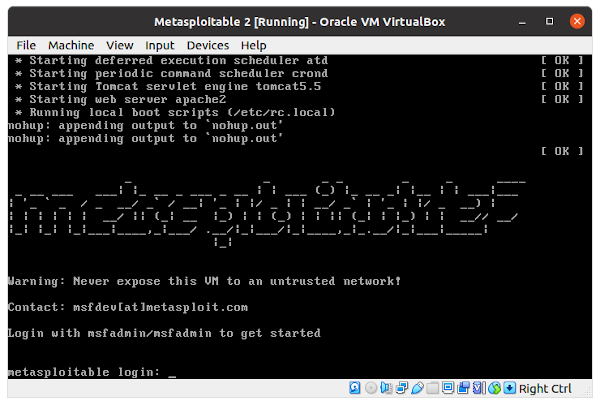 Metasploitable 2 [Running] - Oracle VM VirtualBox
File Machine View Input Devices Help
* Starting deferred execution scheduler atd [ OK ]
* Starting periodic command scheduler crond [ OK ]
* Starting Tomcat servlet engine tomcat5.5 [ OK ]
* Starting web server apache2 [ OK ]
* Running local boot scripts (/etc/rc.local)
nohup: appending output to `nohup.out'
nohup: appending output to `nohup.out'
[ OK ]
metasploitable2
Warning: Never expose this VM to an untrusted network!
Contact: msfdev[at]metasploit.com
Login with msfadmin/msfadmin to get started
metasploitable login: _
Right Ctrl